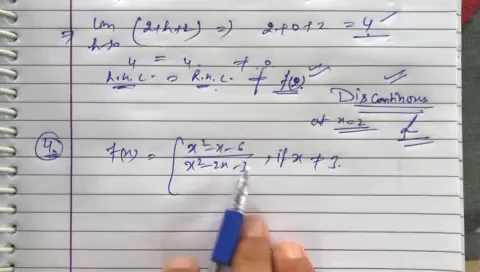 ⇒ lim (2+h+2) ⇒ 2+0+2 = 4 ✓
h→0
4 = 4 ≠ 0
L.H.L. = R.H.L. ≠ f(2)
Discontinous
at x=2
4. f(x) = { x²-x-6 / x²-2x-3 , if x ≠ 3.